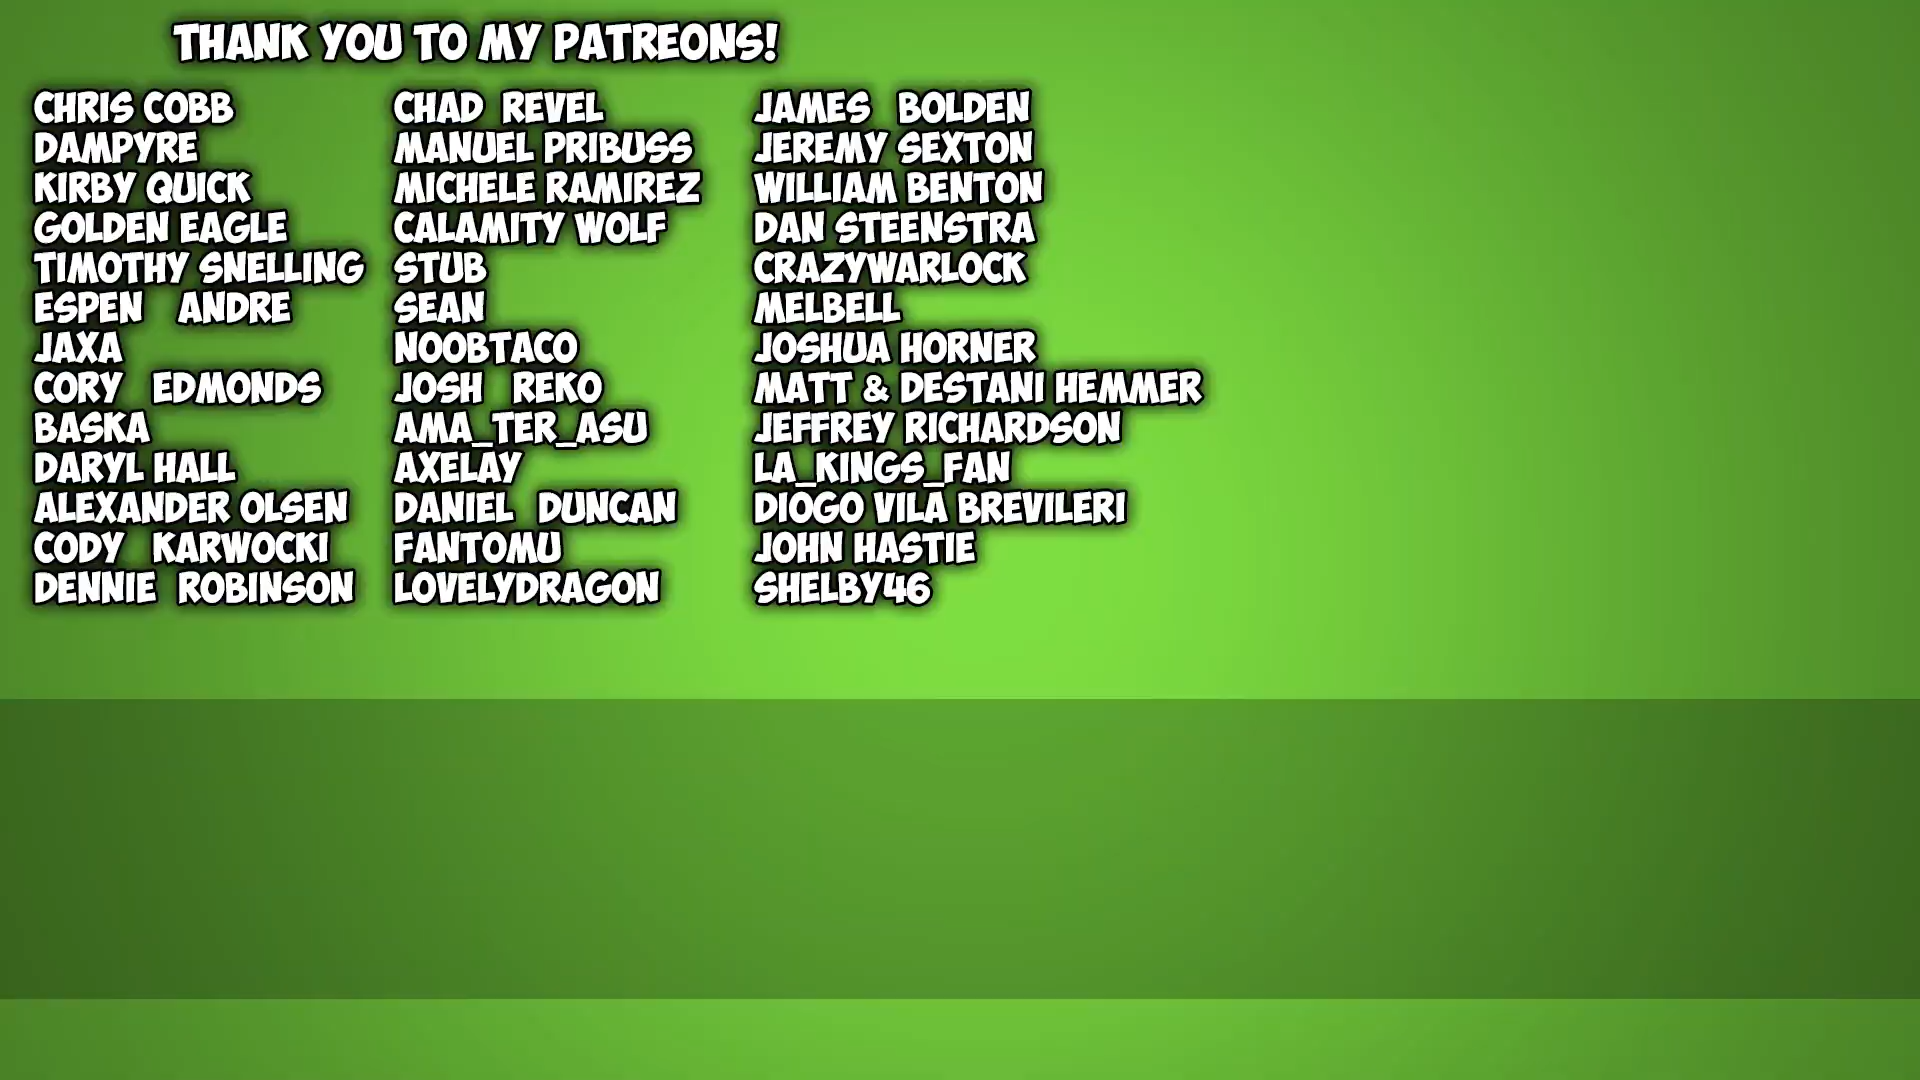 THANK YOU TO MY PATREONS!
CHRIS COBB
DAMPYRE
KIRBY QUICK
GOLDEN EAGLE
TIMOTHY SNELLING
ESPEN ANDRE
JAXA
CORY EDMONDS
BASKA
DARYL HALL
ALEXANDER OLSEN
CODY KARWOCKI
DENNIE ROBINSON
CHAD REVEL
MANUEL PRIBUSS
MICHELE RAMIREZ
CALAMITY WOLF
STUB
SEAN
NOOBTACO
JOSH REKO
AMA_TER_ASU
AXELAY
DANIEL DUNCAN
FANTOMU
LOVELYDRAGON
JAMES BOLDEN
JEREMY SEXTON
WILLIAM BENTON
DAN STEENSTRA
CRAZYWARLOCK
MELBELL
JOSHUA HORNER
MATT & DESTANI HEMMER
JEFFREY RICHARDSON
LA_KINGS_FAN
DIOGO VILA BREVILERI
JOHN HASTIE
SHELBY46